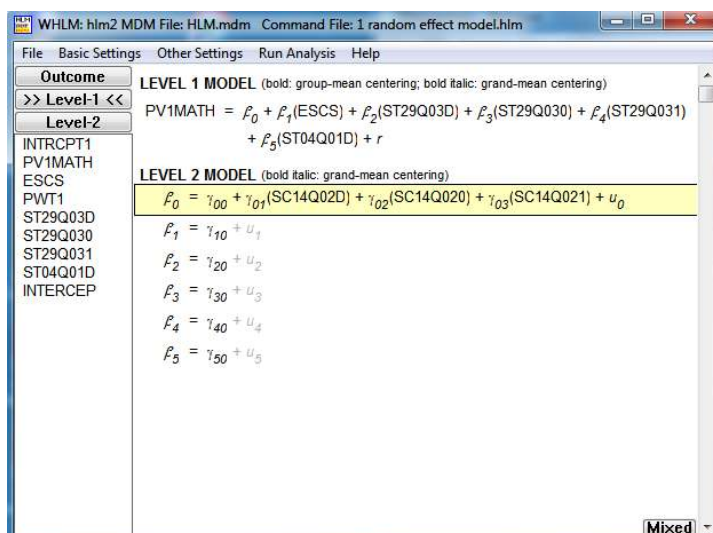 WHLM: hlm2 MDM File: HLM.mdm Command File: 1 random effect model.hlm
File Basic Settings Other Settings Run Analysis Help
Outcome
>> Level-1 <<
Level-2
INTRCPT1
PV1MATH
ESCS
PWT1
ST29Q03D
ST29Q030
ST29Q031
ST04Q01D
INTERCEP
LEVEL 1 MODEL (bold: group-mean centering; bold italic: grand-mean centering)
PV1MATH = β0 + β1(ESCS) + β2(ST29Q03D) + β3(ST29Q030) + β4(ST29Q031)
+ β5(ST04Q01D) + r
LEVEL 2 MODEL (bold italic: grand-mean centering)
β0 = γ00 + γ01(SC14Q02D) + γ02(SC14Q020) + γ03(SC14Q021) + u0
β1 = γ10 + u1
β2 = γ20 + u2
β3 = γ30 + u3
β4 = γ40 + u4
β5 = γ50 + u5
Mixed